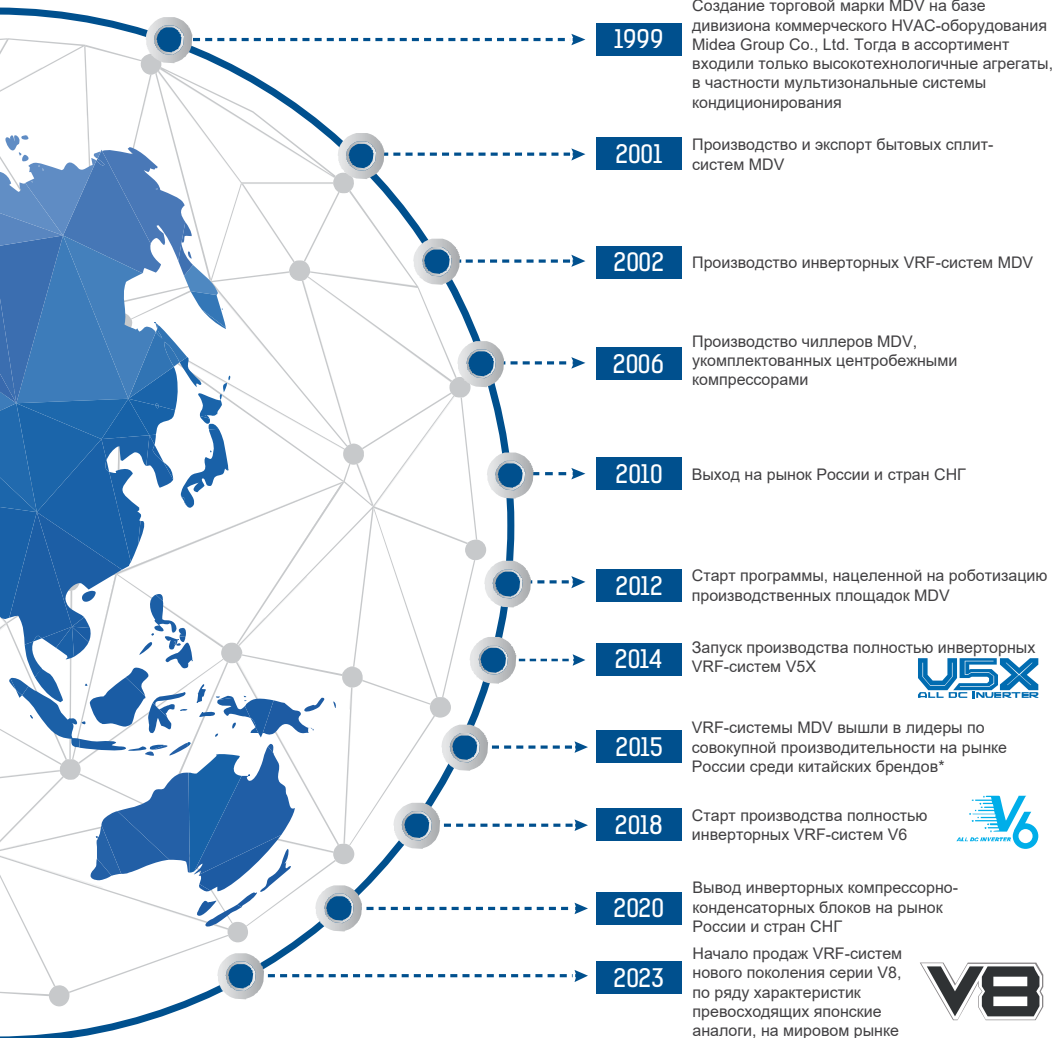 1999
Создание торговой марки MDV на базе
дивизиона коммерческого HVAC-оборудования
Midea Group Co., Ltd. Тогда в ассортимент
входили только высокотехнологичные агрегаты,
в частности мультизональные системы
кондиционирования
2001
Производство и экспорт бытовых сплит-
систем MDV
2002
Производство инверторных VRF-систем MDV
2006
Производство чиллеров MDV,
укомплектованных центробежными
компрессорами
2010
Выход на рынок России и стран СНГ
2012
Старт программы, нацеленной на роботизацию
производственных площадок MDV
2014
Запуск производства полностью инверторных
VRF-систем V5X
V5X
ALL DC INVERTER
2015
VRF-системы MDV вышли в лидеры по
совокупной производительности на рынке
России среди китайских брендов*
2018
Старт производства полностью
инверторных VRF-систем V6
V6
ALL DC INVERTER
2020
Вывод инверторных компрессорно-
конденсаторных блоков на рынок
России и стран СНГ
2023
Начало продаж VRF-систем
нового поколения серии V8,
по ряду характеристик
превосходящих японские
аналоги, на мировом рынке
V8